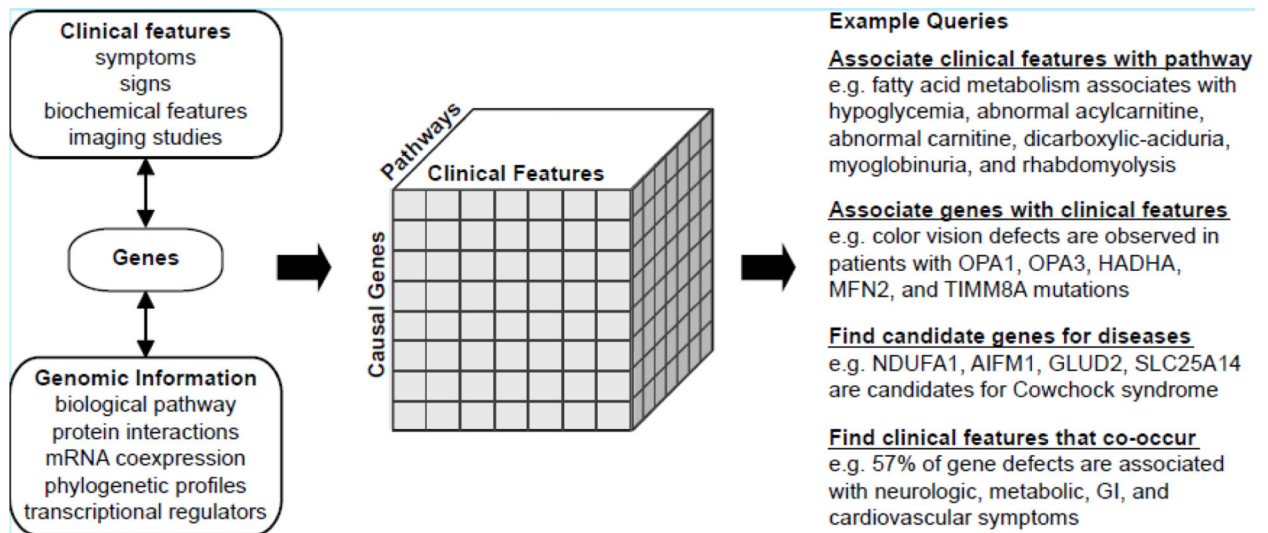 Clinical features
symptoms
signs
biochemical features
imaging studies
Genes
Genomic Information
biological pathway
protein interactions
mRNA coexpression
phylogenetic profiles
transcriptional regulators
Pathways
Clinical Features
Causal Genes
Example Queries
Associate clinical features with pathway
e.g. fatty acid metabolism associates with
hypoglycemia, abnormal acylcarnitine,
abnormal carnitine, dicarboxylic-aciduria,
myoglobinuria, and rhabdomyolysis
Associate genes with clinical features
e.g. color vision defects are observed in
patients with OPA1, OPA3, HADHA,
MFN2, and TIMM8A mutations
Find candidate genes for diseases
e.g. NDUFA1, AIFM1, GLUD2, SLC25A14
are candidates for Cowchock syndrome
Find clinical features that co-occur
e.g. 57% of gene defects are associated
with neurologic, metabolic, GI, and
cardiovascular symptoms